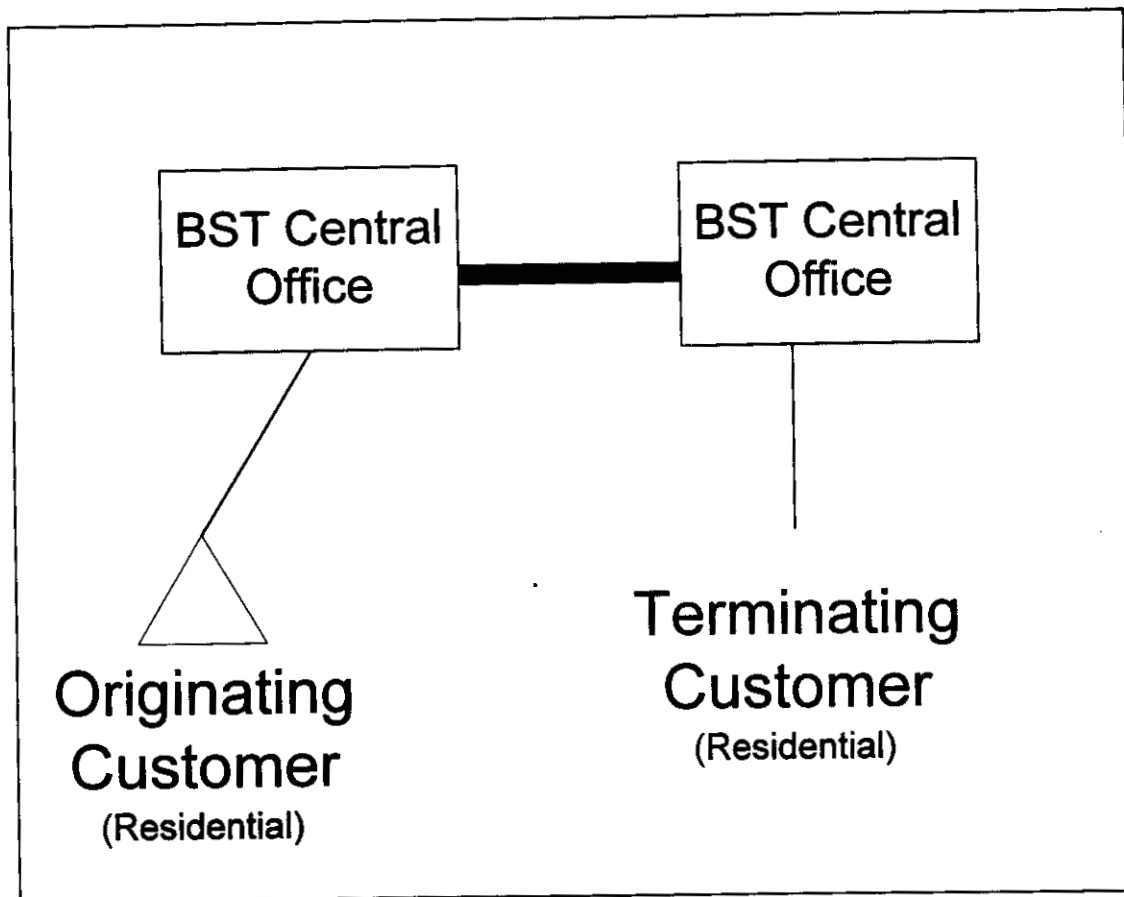 BST Central
Office
BST Central
Office
Originating
Customer
(Residential)
Terminating
Customer
(Residential)